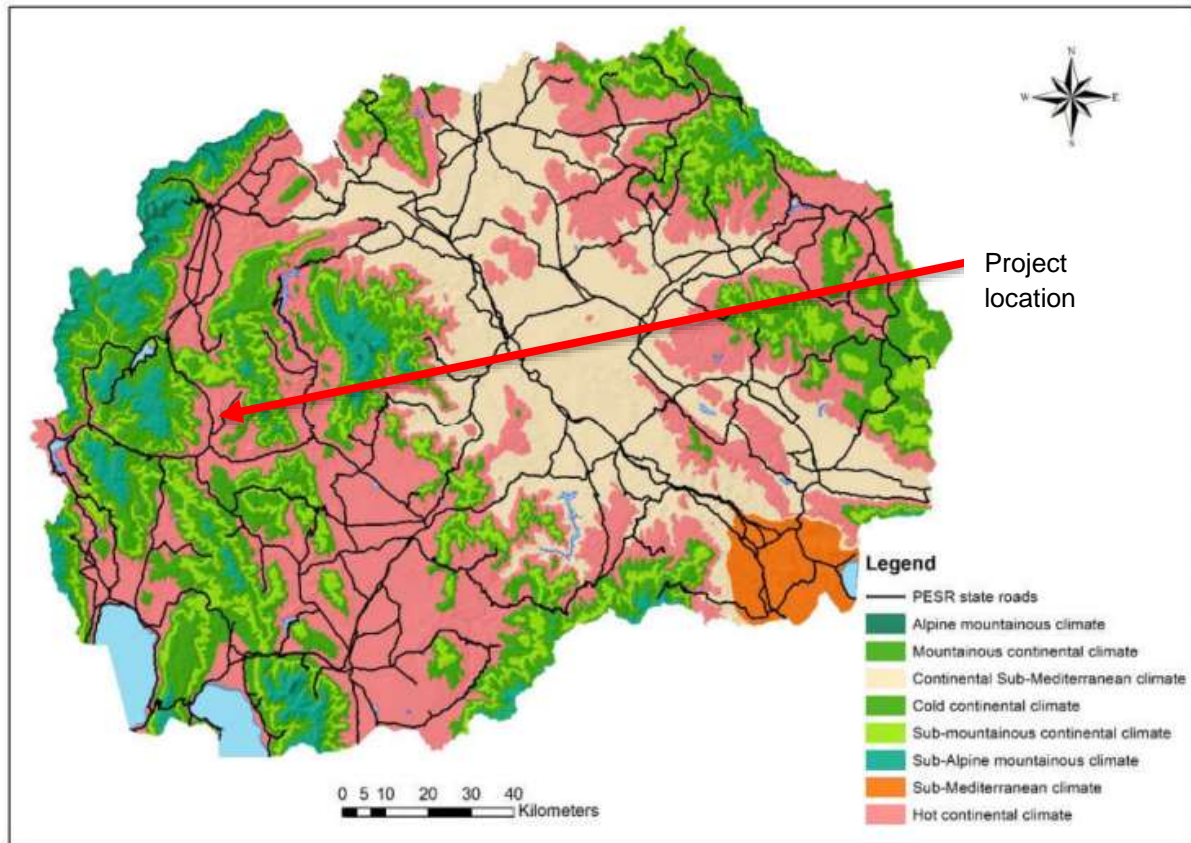 N
W E
S
Project
location
Legend
PESR state roads
Alpine mountainous climate
Mountainous continental climate
Continental Sub-Mediterranean climate
Cold continental climate
Sub-mountainous continental climate
Sub-Alpine mountainous climate
Sub-Mediterranean climate
Hot continental climate
0 5 10 20 30 40
Kilometers